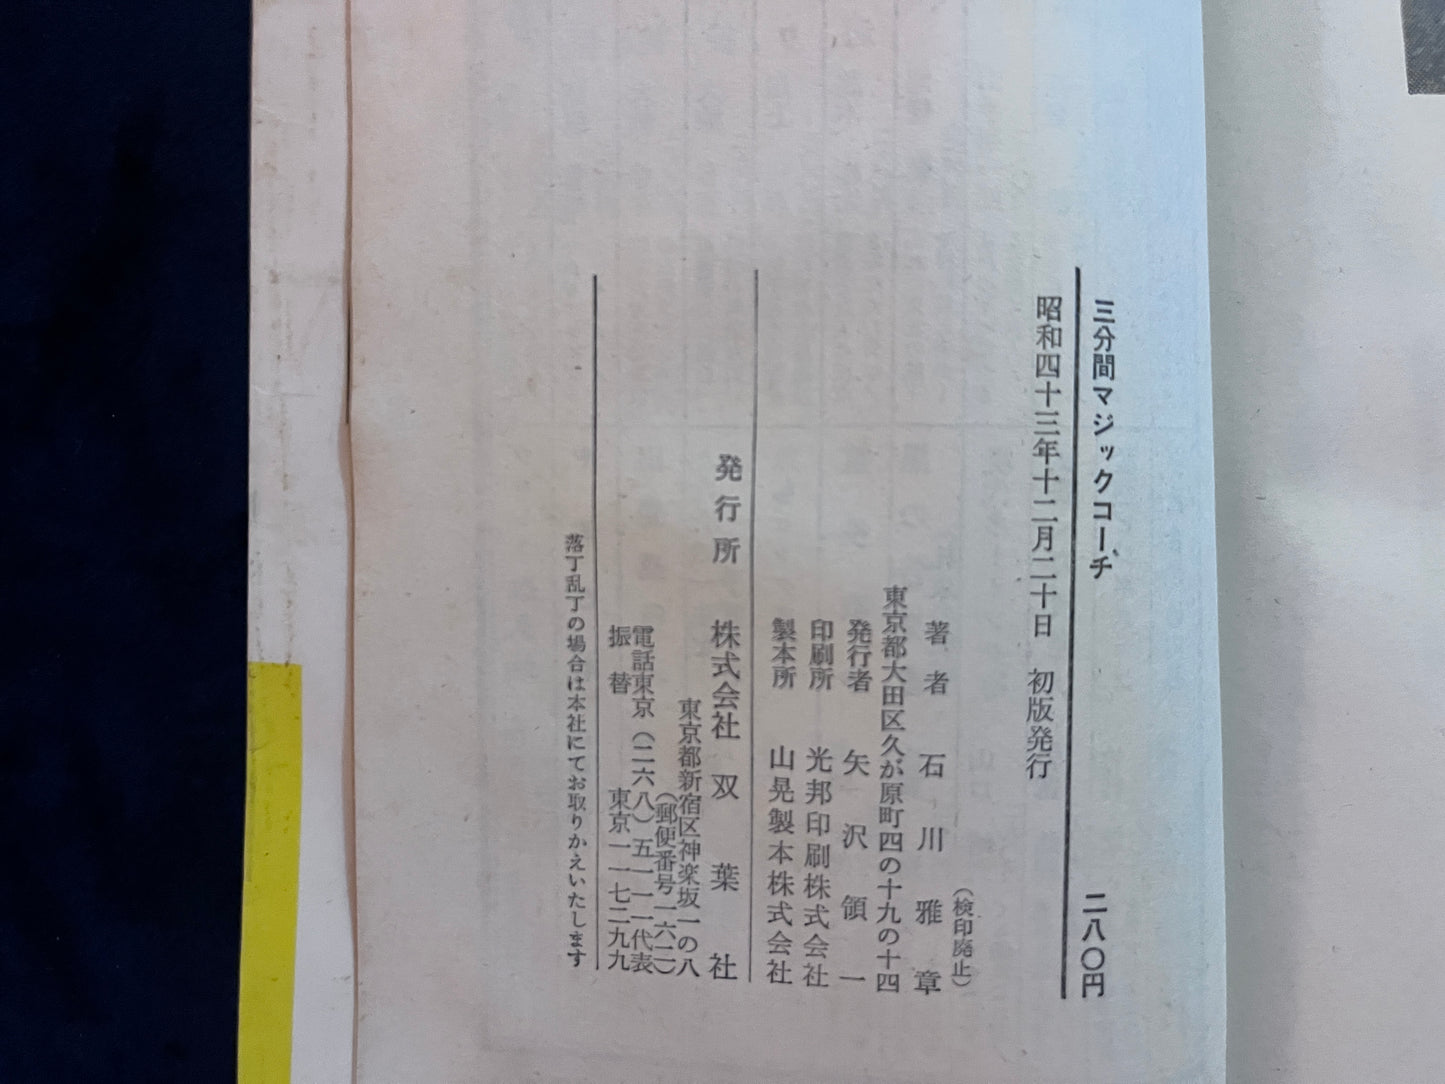 三分間マジックコーチ　二八〇円
昭和四十三年十二月二十日　初版発行
（検印廃止）
著者　石川雅章
東京都大田区久が原町四の十九の十四
発行者　矢沢領一
印刷所　光邦印刷株式会社
製本所　山晃製本株式会社
発行所　株式会社双葉社
東京都新宿区神楽坂一の八
（郵便番号一六二）
電話東京（二六八）五一一一代表
振替　東京一一七二九九
落丁乱丁の場合は本社にてお取りかえいたします